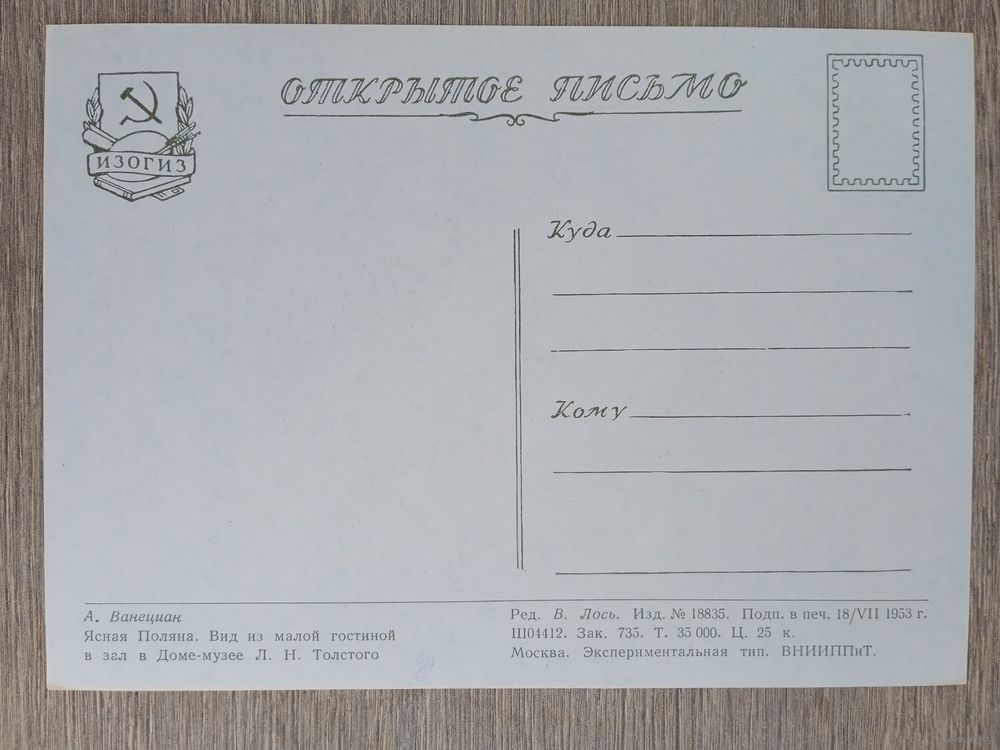 ОТКРЫТОЕ ПИСЬМО
ИЗОГИЗ
Куда
Кому
А. Ванециан
Ясная Поляна. Вид из малой гостиной
в зал в Доме-музее Л. Н. Толстого
Ред. В. Лось. Изд. № 18835. Подп. в печ. 18/VII 1953 г.
Ш04412. Зак. 735. Т. 35 000. Ц. 25 к.
Москва. Экспериментальная тип. ВНИИППиТ.